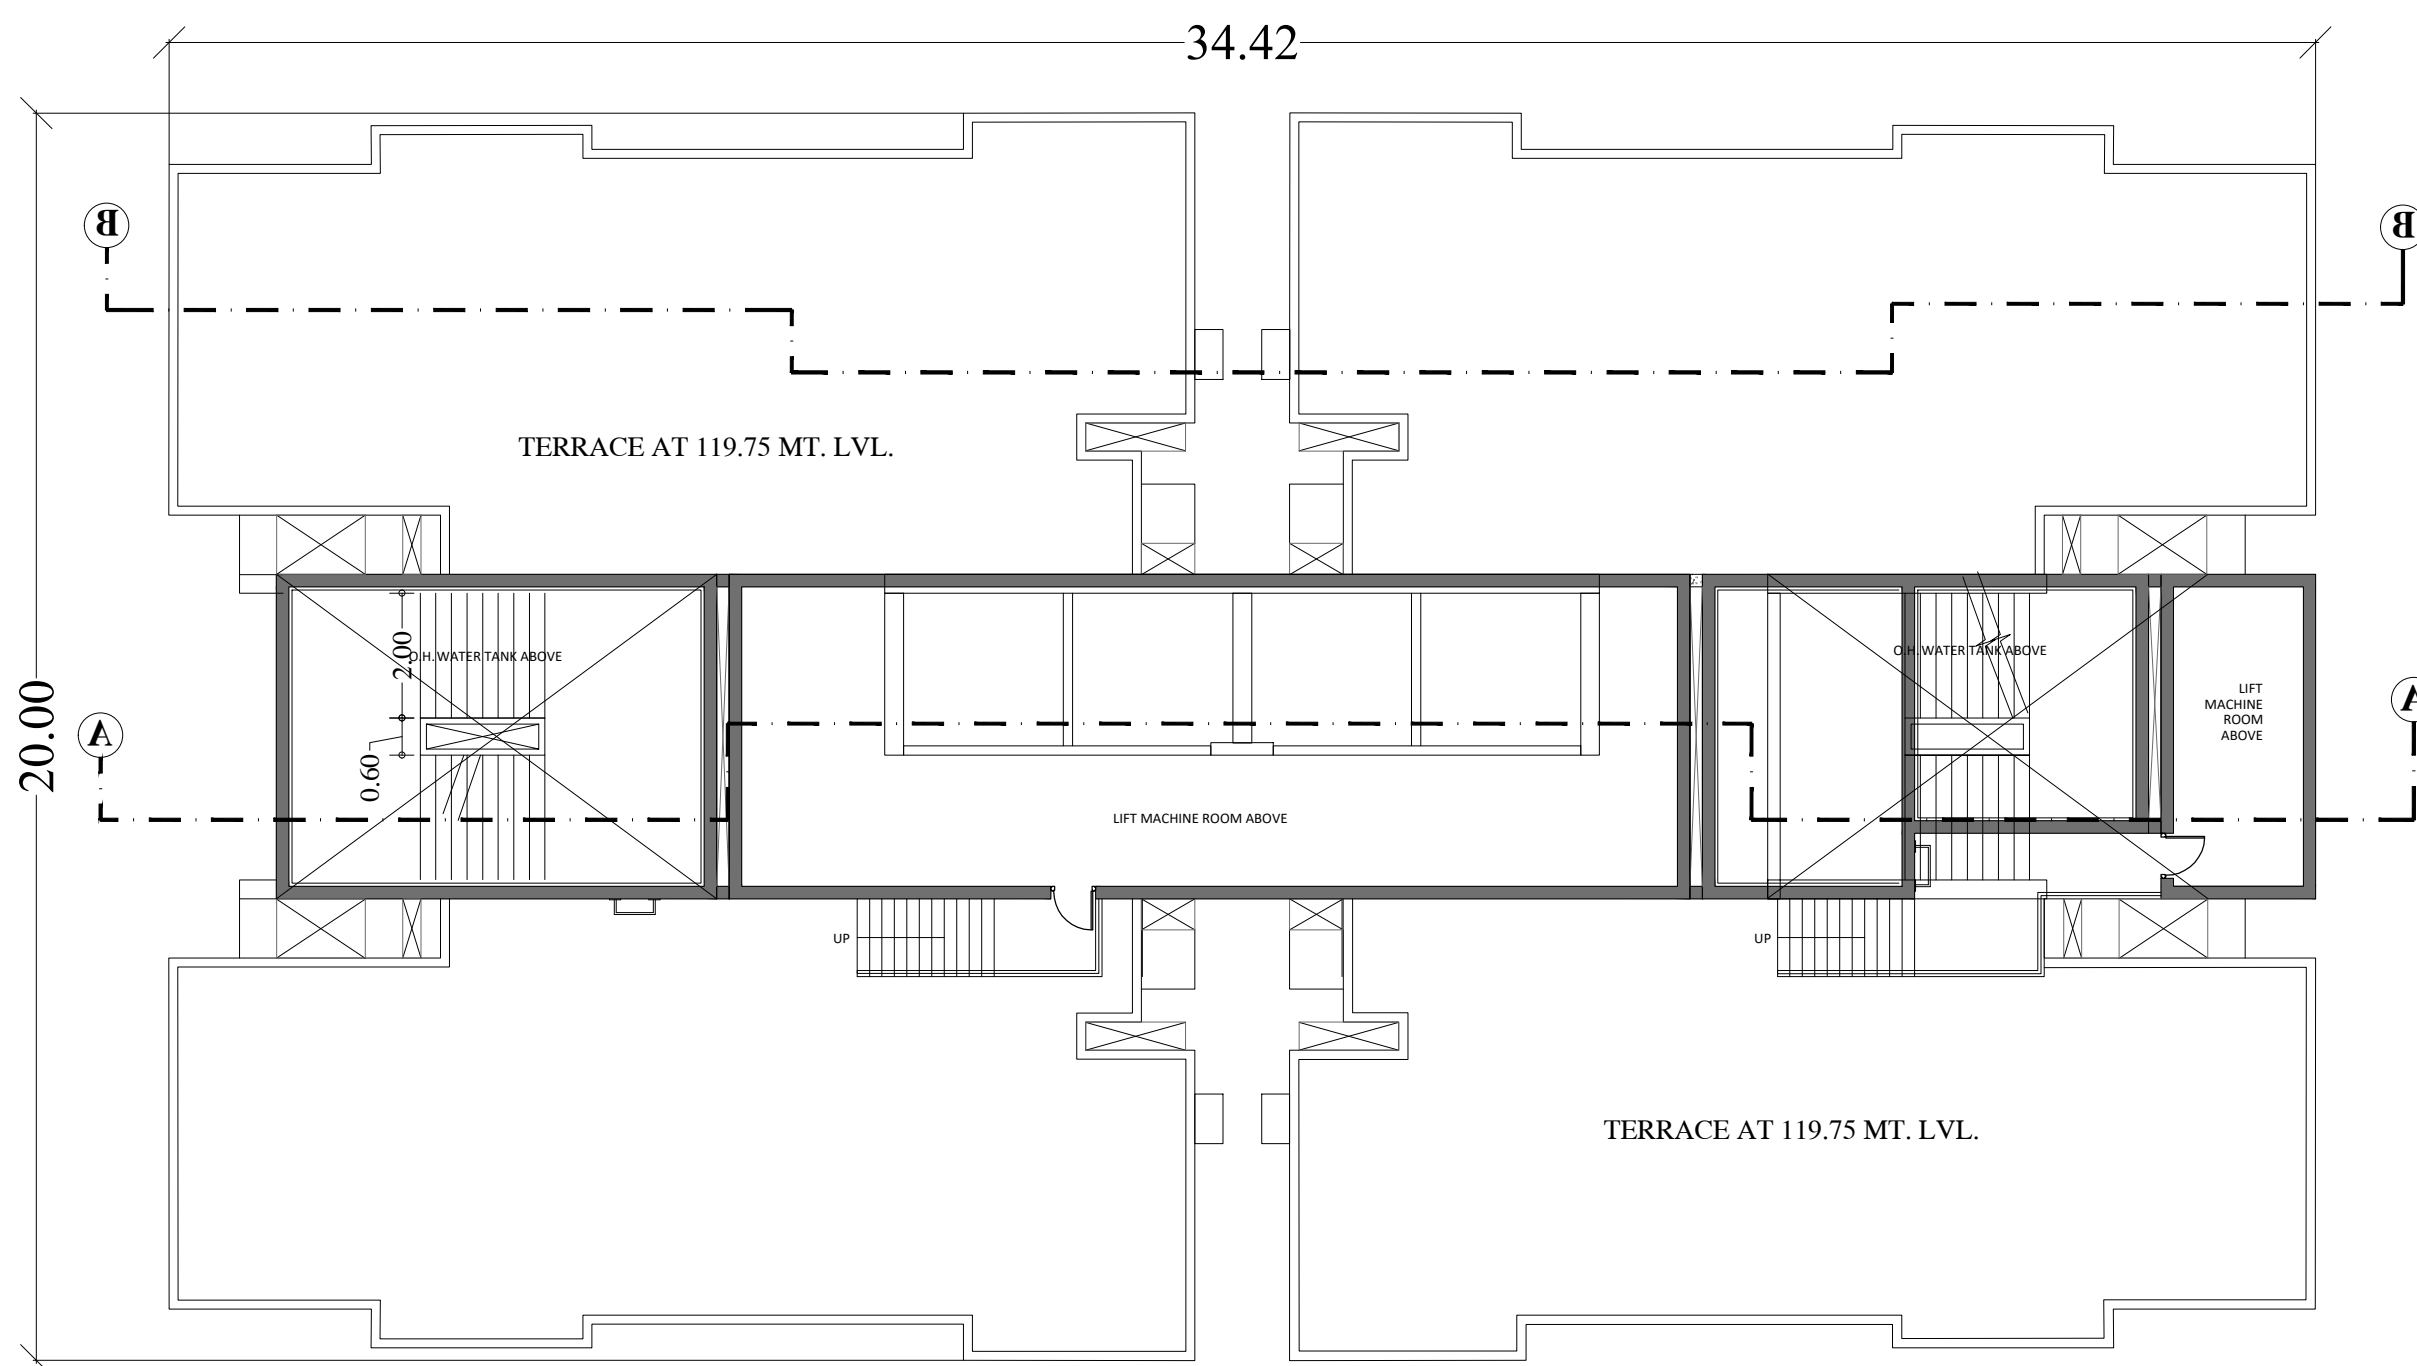 34.42
B
B
TERRACE AT 119.75 MT. LVL.
2.00
O.H. WATER TANK ABOVE
O.H. WATER TANK ABOVE
LIFT
MACHINE
ROOM
ABOVE
20.00
A
A
0.60
LIFT MACHINE ROOM ABOVE
UP
UP
TERRACE AT 119.75 MT. LVL.